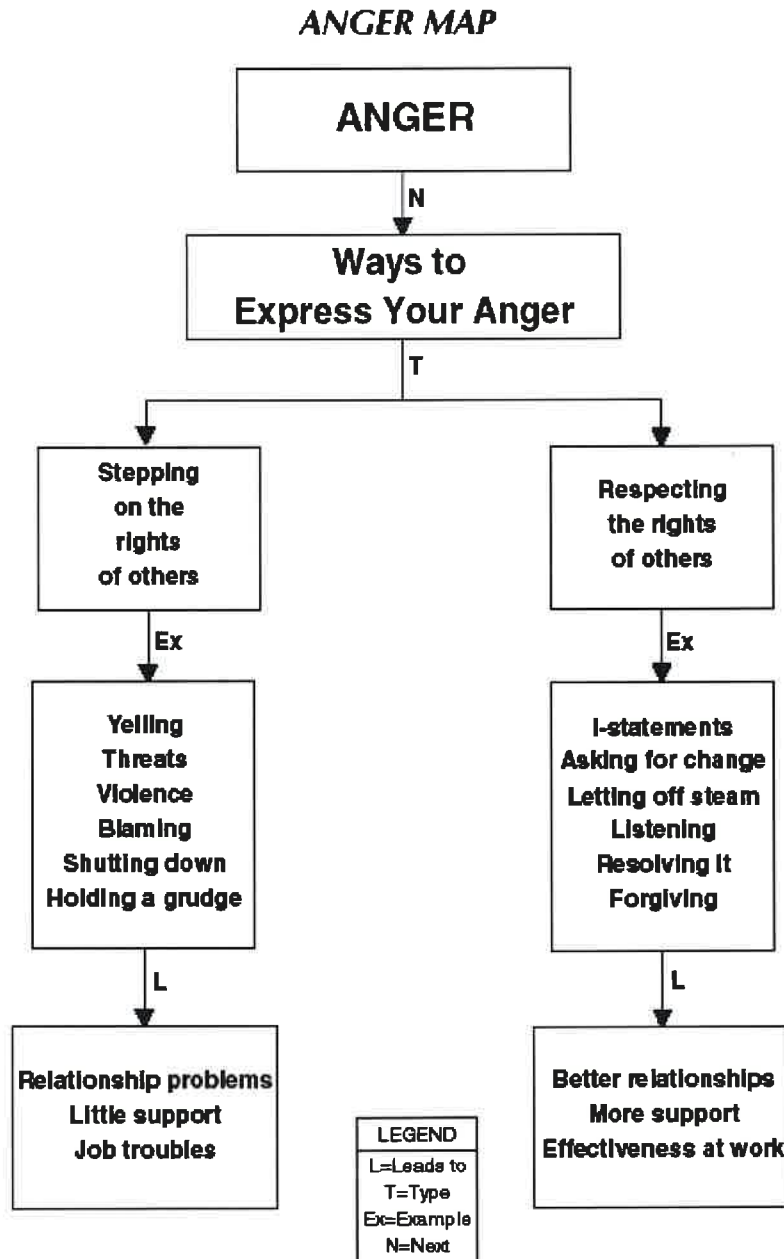 ANGER MAP
ANGER
N
Ways to
Express Your Anger
T
Stepping
on the
rights
of others
Respecting
the rights
of others
Ex
Ex
Yelling
Threats
Violence
Blaming
Shutting down
Holding a grudge
I-statements
Asking for change
Letting off steam
Listening
Resolving it
Forgiving
L
L
Relationship problems
Little support
Job troubles
Better relationships
More support
Effectiveness at work
LEGEND
L=Leads to
T=Type
Ex=Example
N=Next